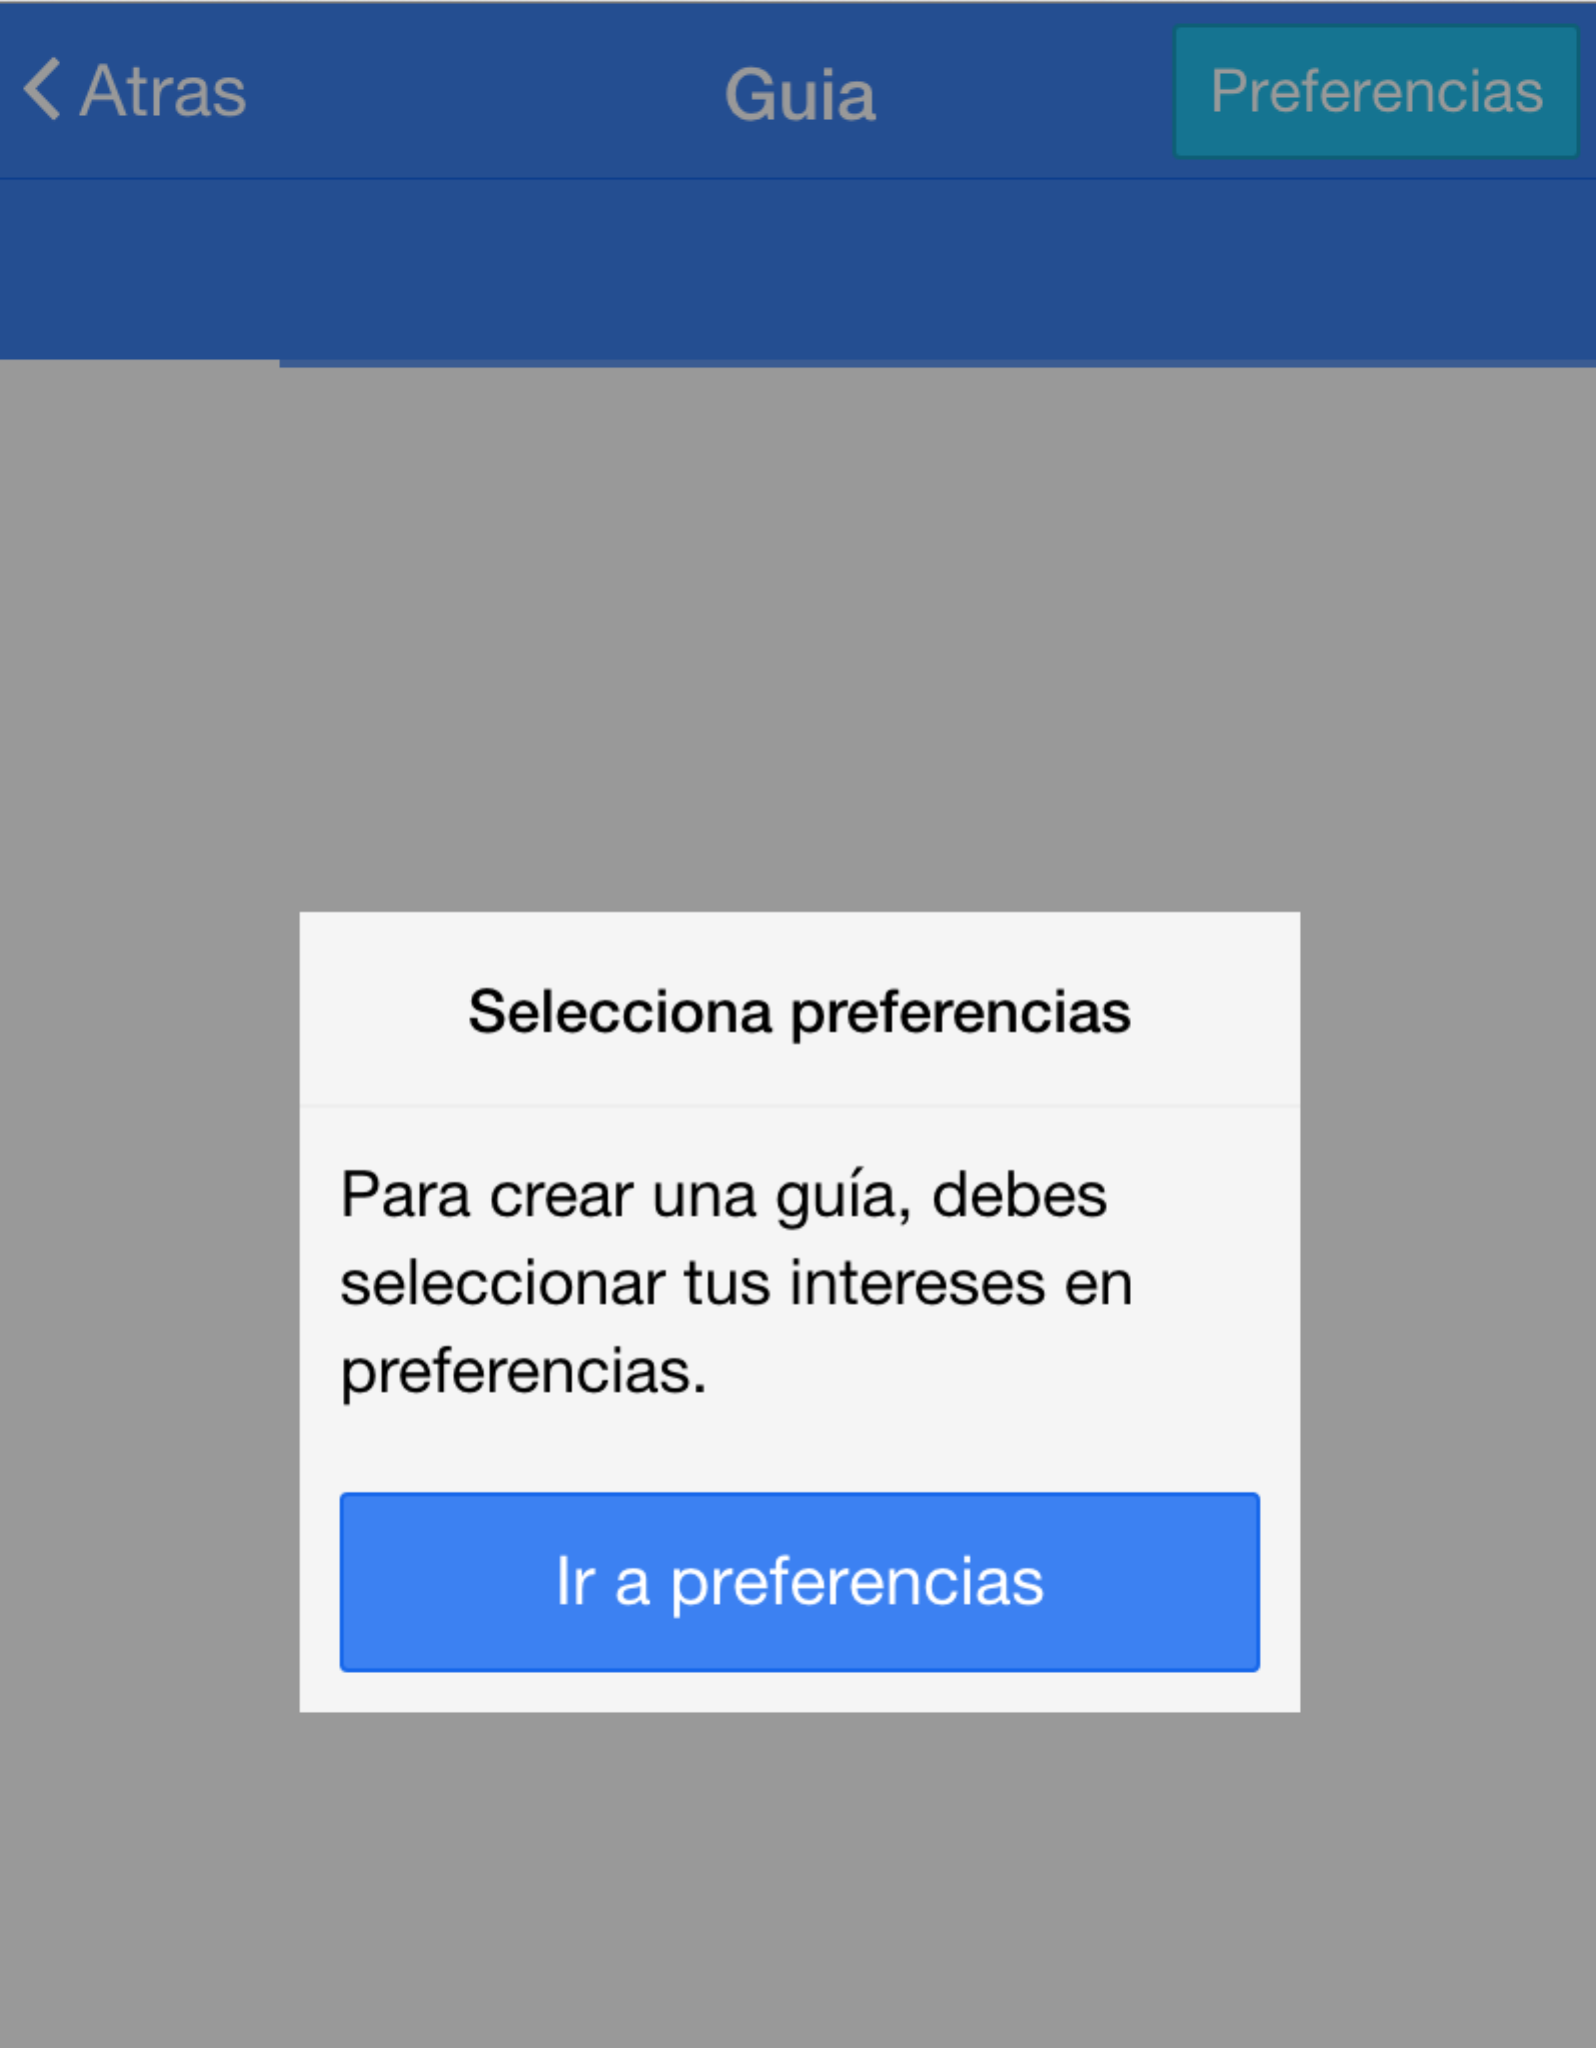 Atras
Guia
Preferencias
Selecciona preferencias
Para crear una guía, debes
seleccionar tus intereses en
preferencias.
Ir a preferencias